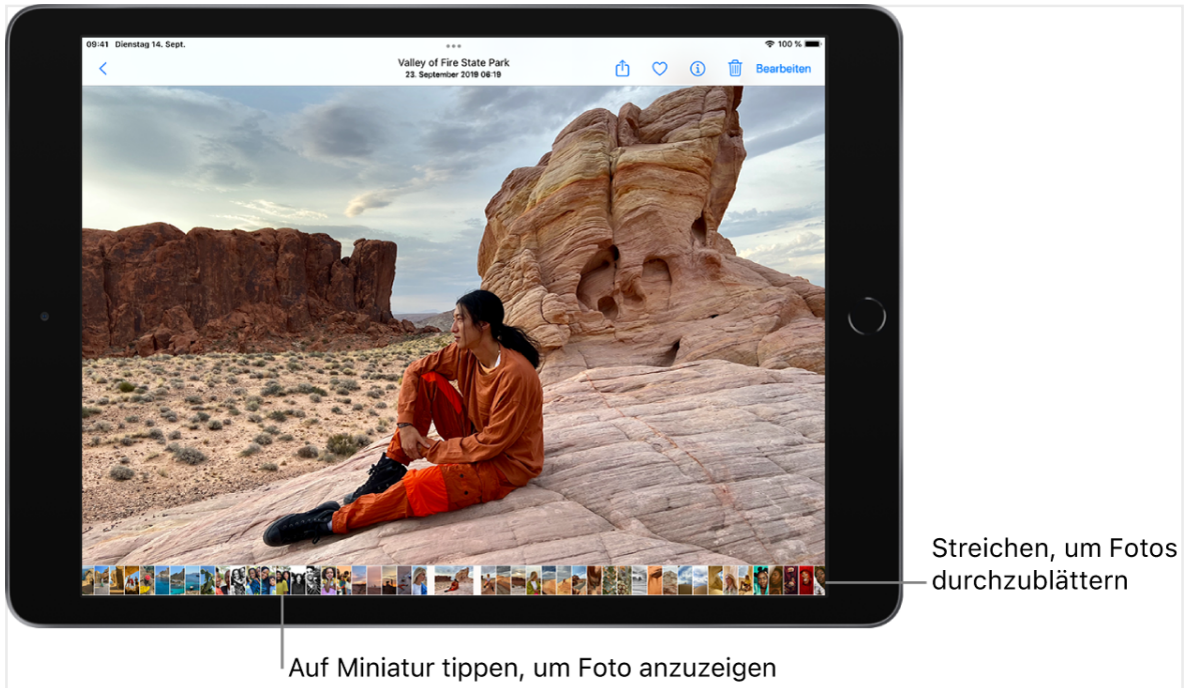 09:41 Dienstag 14. Sept.
100 %
Valley of Fire State Park
23. September 2019 06:19
Bearbeiten
Streichen, um Fotos
durchzublättern
Auf Miniatur tippen, um Foto anzuzeigen